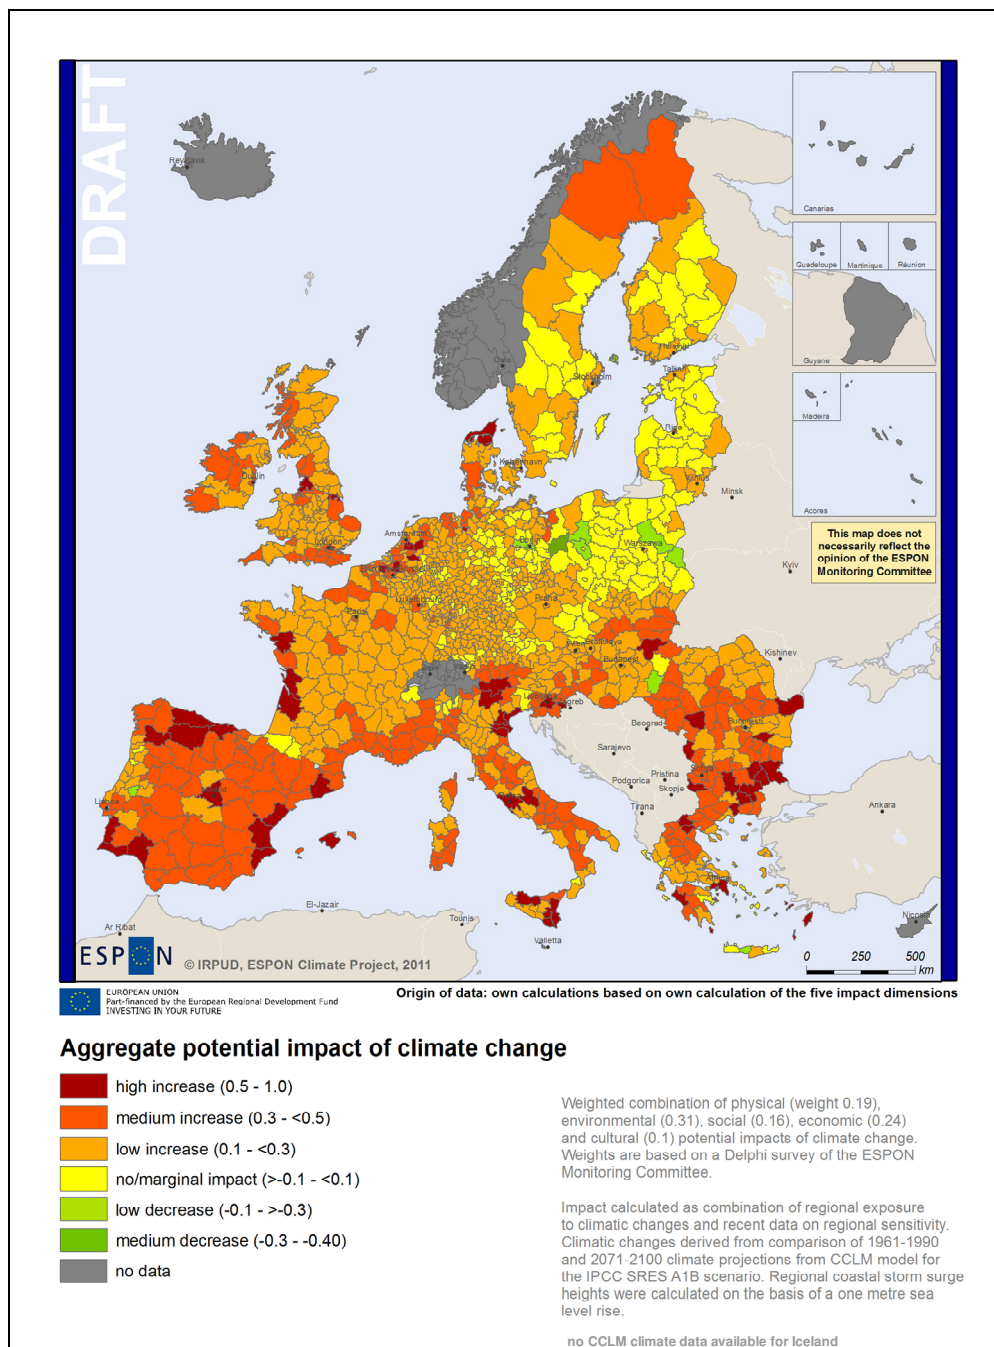 DRAFT
Reykjavik
Canarias
Guadeloupe
Martinique
Réunion
Guyane
Madeira
Acores
This map does not
necessarily reflect the
opinion of the ESPON
Monitoring Committee
Oslo
Helsinki
Stockholm
Tallinn
Riga
København
Vilnius
Minsk
Dublin
London
Amsterdam
Berlin
Warszawa
Kyiv
Luxembourg
Praha
Paris
Wien
Bratislava
Budapest
Kishinev
Bern
Vaduz
Ljubljana
Zagreb
Beograd
Bucuresti
Sarajevo
Sofia
Podgorica
Pristina
Skopje
Tirana
Madrid
Lisboa
Ankara
Athinai
Nicosia
El-Jazair
Tounis
Ar Ribat
Valletta
ESPON
© IRPUD, ESPON Climate Project, 2011
0 250 500
km
EUROPEAN UNION
Part-financed by the European Regional Development Fund
INVESTING IN YOUR FUTURE
Origin of data: own calculations based on own calculation of the five impact dimensions
Aggregate potential impact of climate change
high increase (0.5 - 1.0)
medium increase (0.3 - <0.5)
low increase (0.1 - <0.3)
no/marginal impact (>-0.1 - <0.1)
low decrease (-0.1 - >-0.3)
medium decrease (-0.3 - -0.40)
no data
Weighted combination of physical (weight 0.19),
environmental (0.31), social (0.16), economic (0.24)
and cultural (0.1) potential impacts of climate change.
Weights are based on a Delphi survey of the ESPON
Monitoring Committee.
Impact calculated as combination of regional exposure
to climatic changes and recent data on regional sensitivity.
Climatic changes derived from comparison of 1961-1990
and 2071-2100 climate projections from CCLM model for
the IPCC SRES A1B scenario. Regional coastal storm surge
heights were calculated on the basis of a one metre sea
level rise.
no CCLM climate data available for Iceland